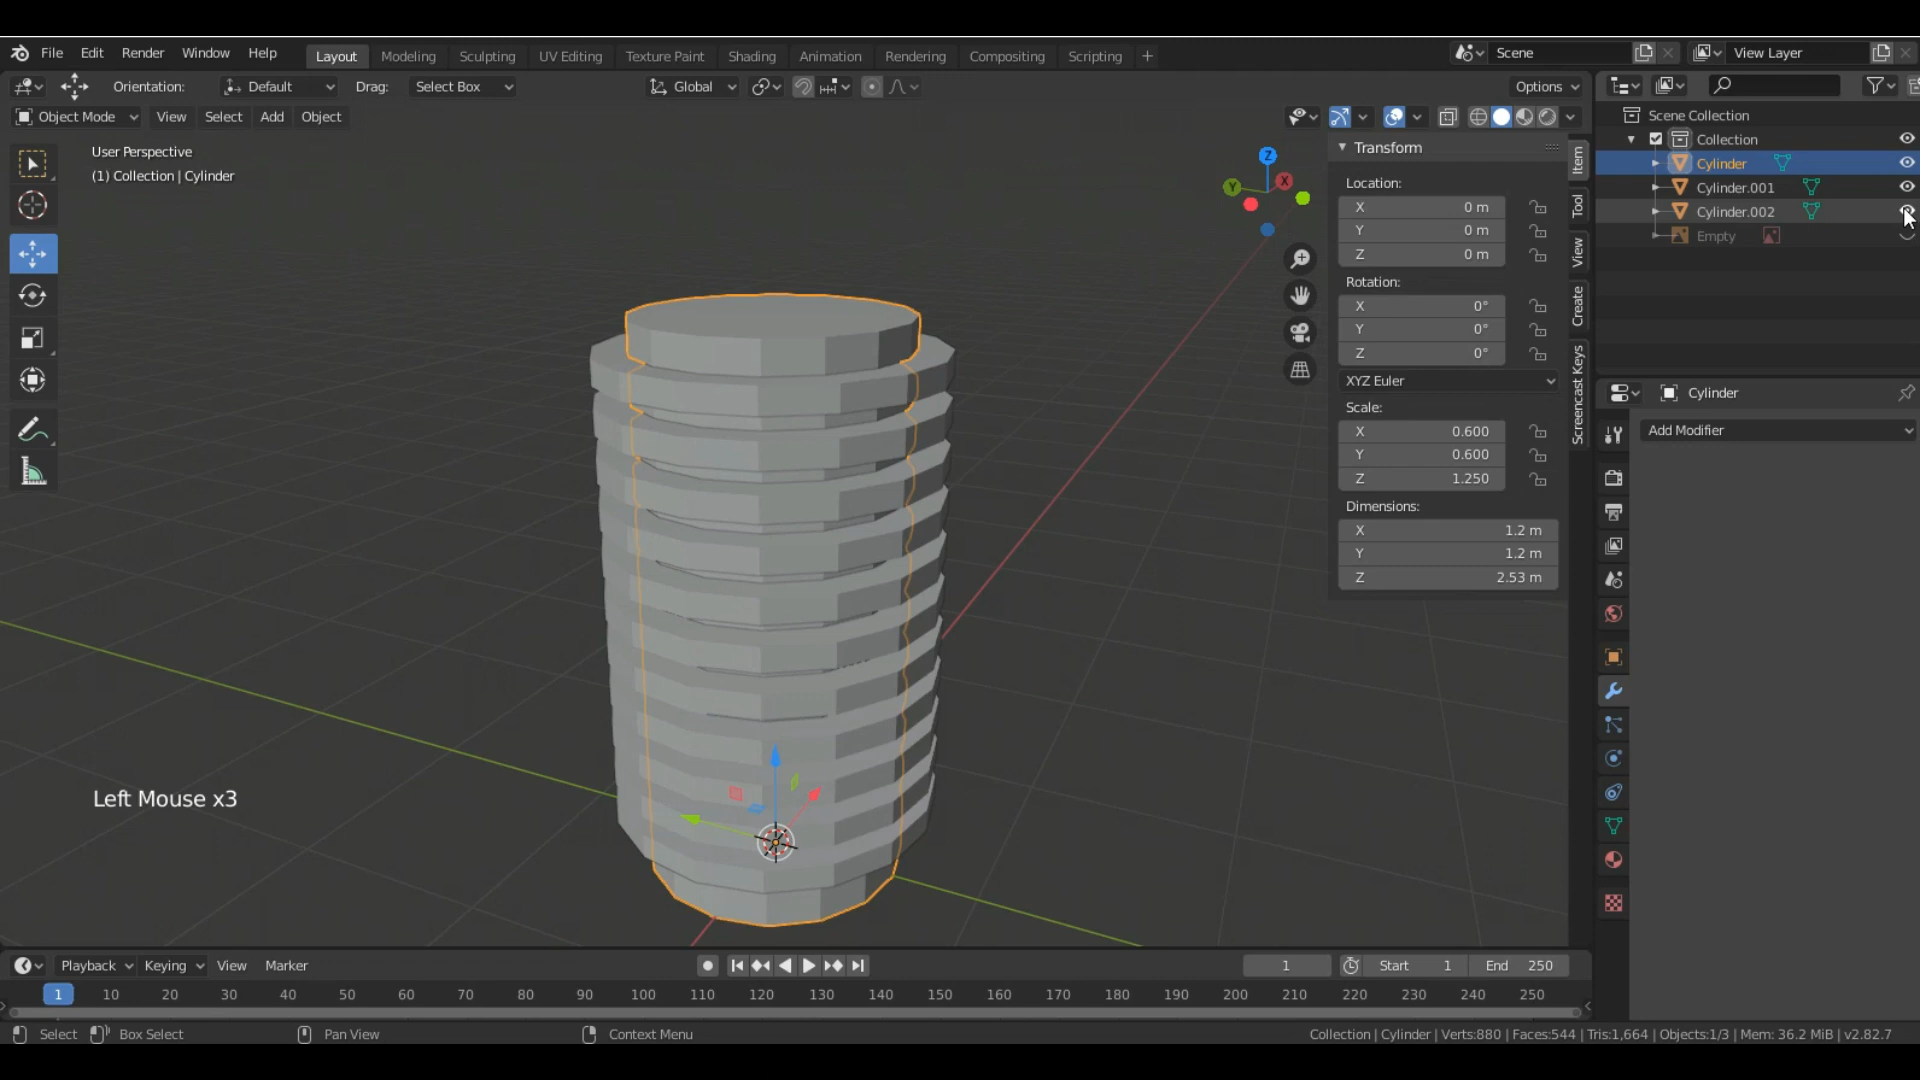 File Edit Render Window Help Layout Modeling Sculpting UV Editing Texture Paint Shading Animation Rendering Compositing Scripting + Scene View Layer
Orientation: Default Drag: Select Box Global Options
Object Mode View Select Add Object
User Perspective
(1) Collection | Cylinder
Z
Y
X
Transform
Location:
X 0 m
Y 0 m
Z 0 m
Rotation:
X 0°
Y 0°
Z 0°
XYZ Euler
Scale:
X 0.600
Y 0.600
Z 1.250
Dimensions:
X 1.2 m
Y 1.2 m
Z 2.53 m
Item
Tool
View
Create
Screencast Keys
Scene Collection
Collection
Cylinder
Cylinder.001
Cylinder.002
Empty
Cylinder
Add Modifier
Left Mouse x3
Playback Keying View Marker 1 Start 1 End 250
1 10 20 30 40 50 60 70 80 90 100 110 120 130 140 150 160 170 180 190 200 210 220 230 240 250
Select Box Select Pan View Context Menu Collection | Cylinder | Verts:880 | Faces:544 | Tris:1,664 | Objects:1/3 | Mem: 36.2 MiB | v2.82.7